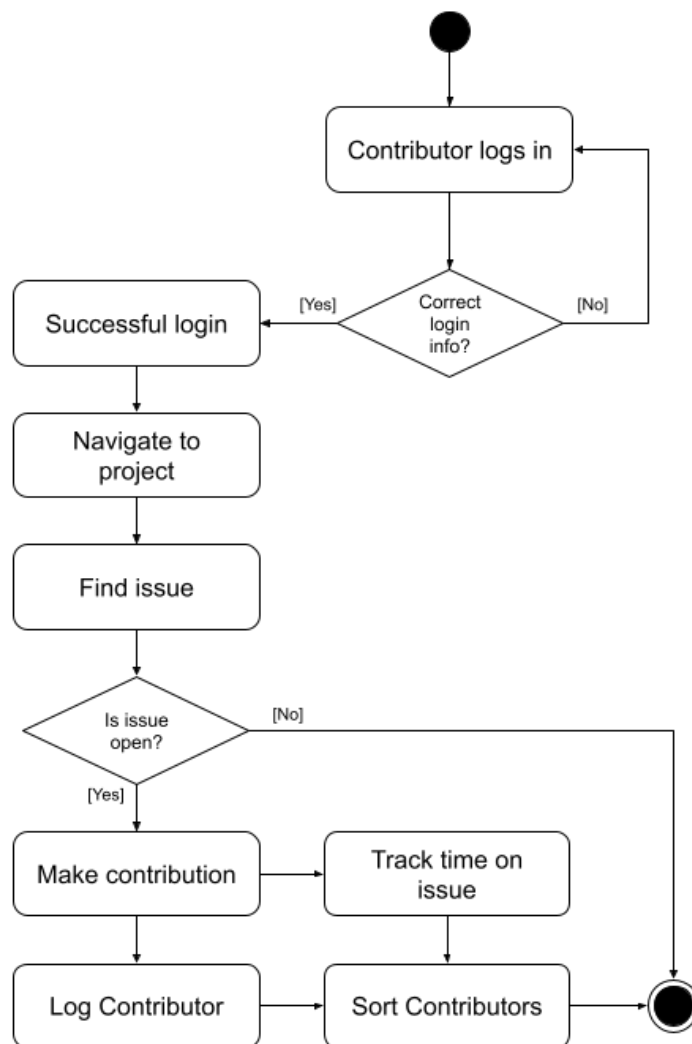 Contributor logs in
Correct
login
info?
[Yes]
[No]
Successful login
Navigate to
project
Find issue
Is issue
open?
[No]
[Yes]
Make contribution
Track time on
issue
Log Contributor
Sort Contributors